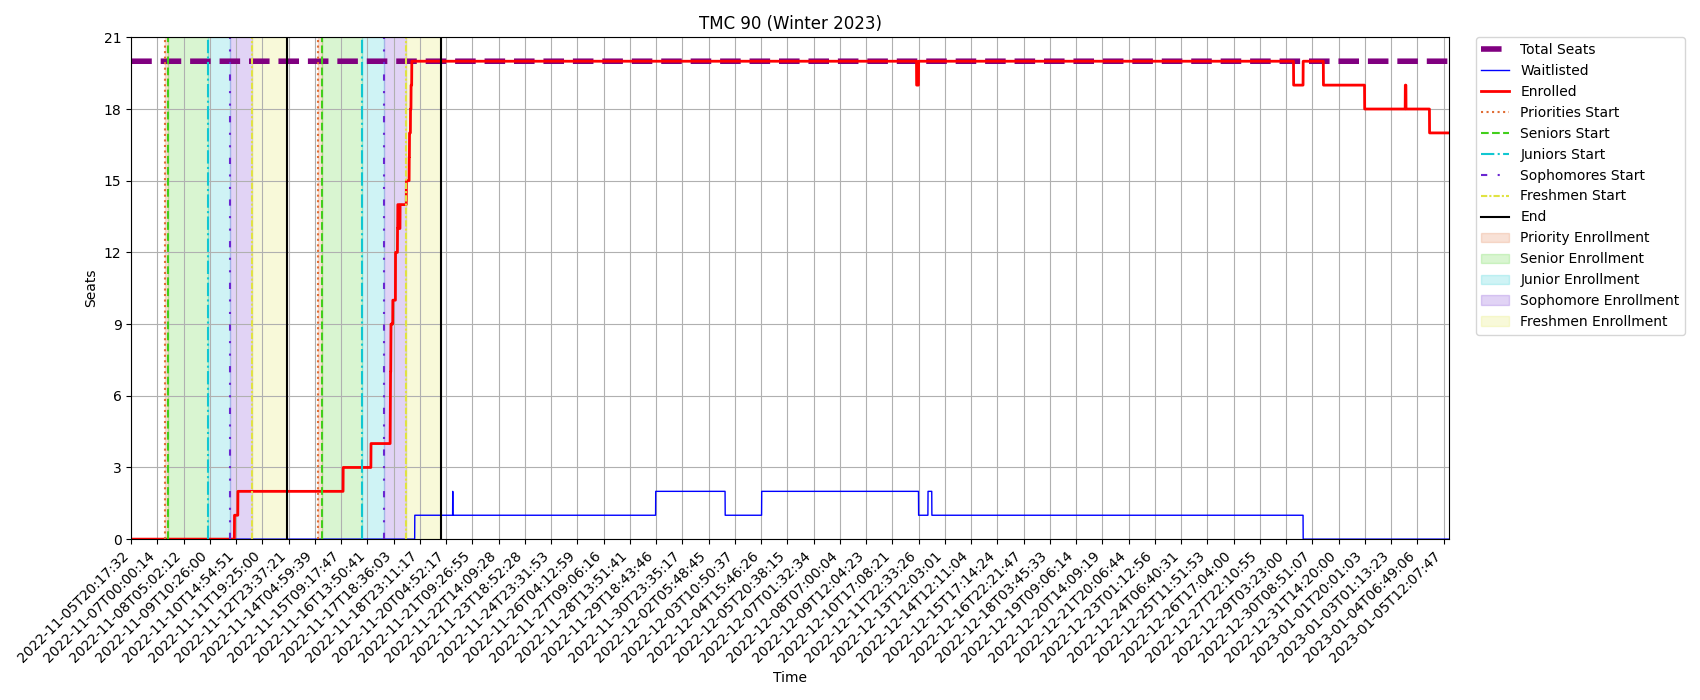 TMC 90 (Winter 2023)
21
18
15
12
9
6
3
0
Seats
2022-11-05T20:17:32
2022-11-07T00:00:14
2022-11-08T05:02:12
2022-11-09T10:26:00
2022-11-10T14:54:51
2022-11-11T19:25:00
2022-11-12T23:37:21
2022-11-14T04:59:39
2022-11-15T09:17:47
2022-11-16T13:50:41
2022-11-17T18:36:03
2022-11-18T23:11:17
2022-11-20T04:52:17
2022-11-21T09:26:55
2022-11-22T14:09:28
2022-11-23T18:52:28
2022-11-24T23:31:53
2022-11-26T04:12:59
2022-11-27T09:06:16
2022-11-28T13:51:41
2022-11-29T18:43:46
2022-11-30T23:35:17
2022-12-02T05:48:45
2022-12-03T10:50:37
2022-12-04T15:46:26
2022-12-05T20:38:15
2022-12-07T01:32:34
2022-12-08T07:00:04
2022-12-09T12:04:23
2022-12-10T17:08:21
2022-12-11T22:33:26
2022-12-13T12:03:01
2022-12-14T12:11:04
2022-12-15T17:14:24
2022-12-16T22:21:47
2022-12-18T03:45:33
2022-12-19T09:06:14
2022-12-20T14:09:19
2022-12-21T20:06:44
2022-12-23T01:12:56
2022-12-24T06:40:31
2022-12-25T11:51:53
2022-12-26T17:04:00
2022-12-27T22:10:55
2022-12-29T03:23:00
2022-12-30T08:51:07
2022-12-31T14:20:00
2023-01-01T20:01:03
2023-01-03T01:13:23
2023-01-04T06:49:06
2023-01-05T12:07:47
Time
Total Seats
Waitlisted
Enrolled
Priorities Start
Seniors Start
Juniors Start
Sophomores Start
Freshmen Start
End
Priority Enrollment
Senior Enrollment
Junior Enrollment
Sophomore Enrollment
Freshmen Enrollment